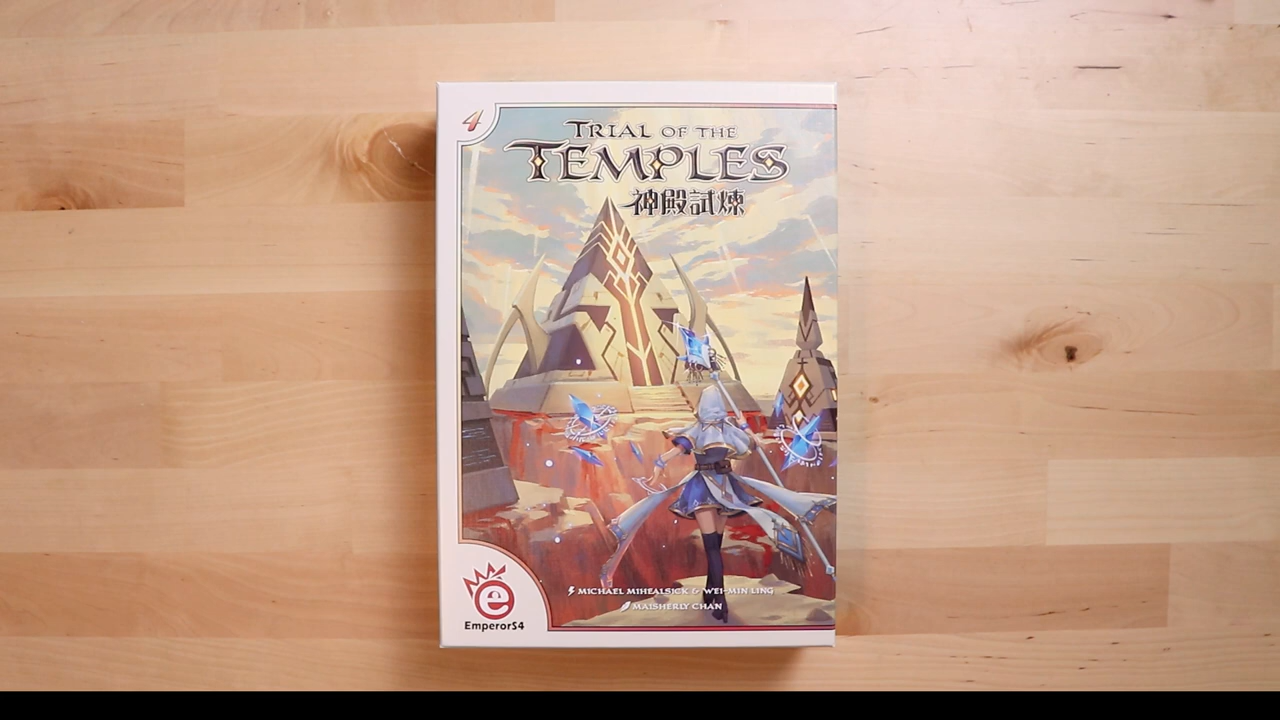 4
TRIAL OF THE
TEMPLES
神殿試煉
MICHAEL MIHEALSICK & WEI-MIN LING
MAISHERLY CHAN
e
EmperorS4